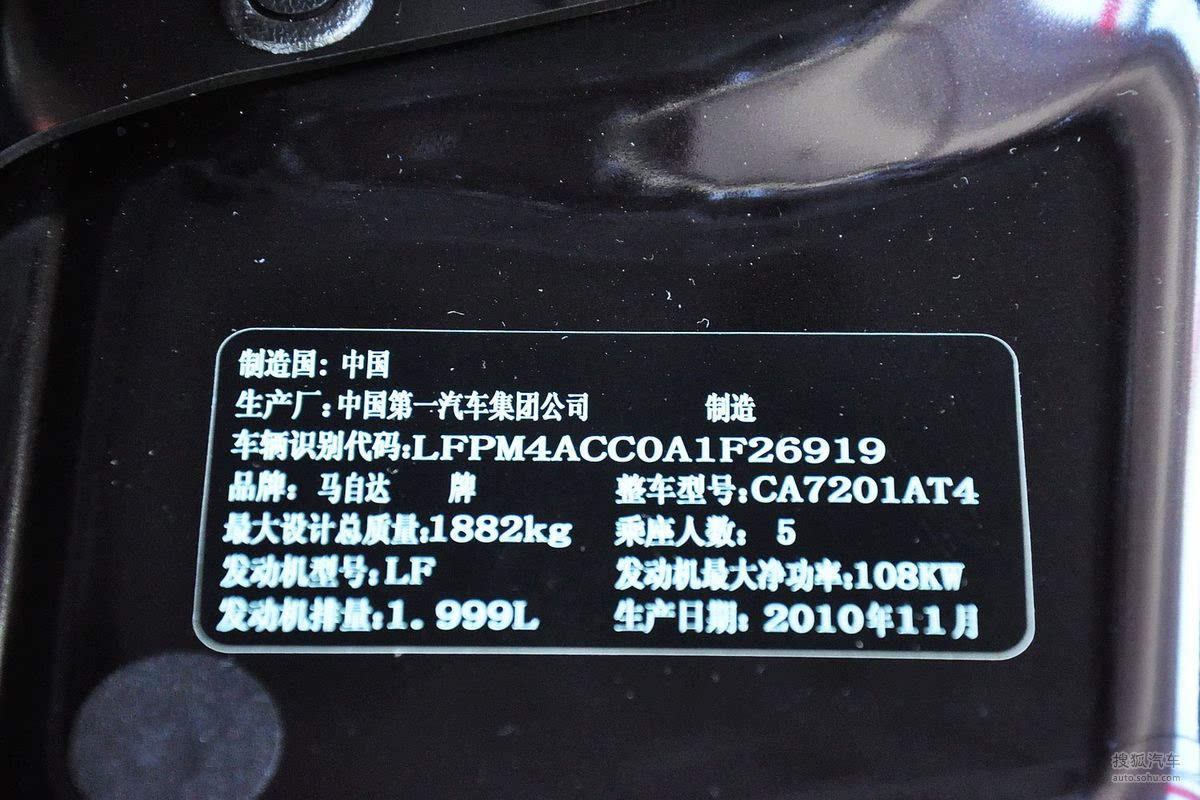 制造国: 中国
生产厂:中国第一汽车集团公司 制造
车辆识别代码:LFPM4ACC0A1F26919
品牌: 马自达 牌 整车型号:CA7201AT4
最大设计总质量:1882kg 乘座人数: 5
发动机型号:LF 发动机最大净功率:108KW
发动机排量:1.999L 生产日期: 2010年11月
搜狐汽车
auto.sohu.com